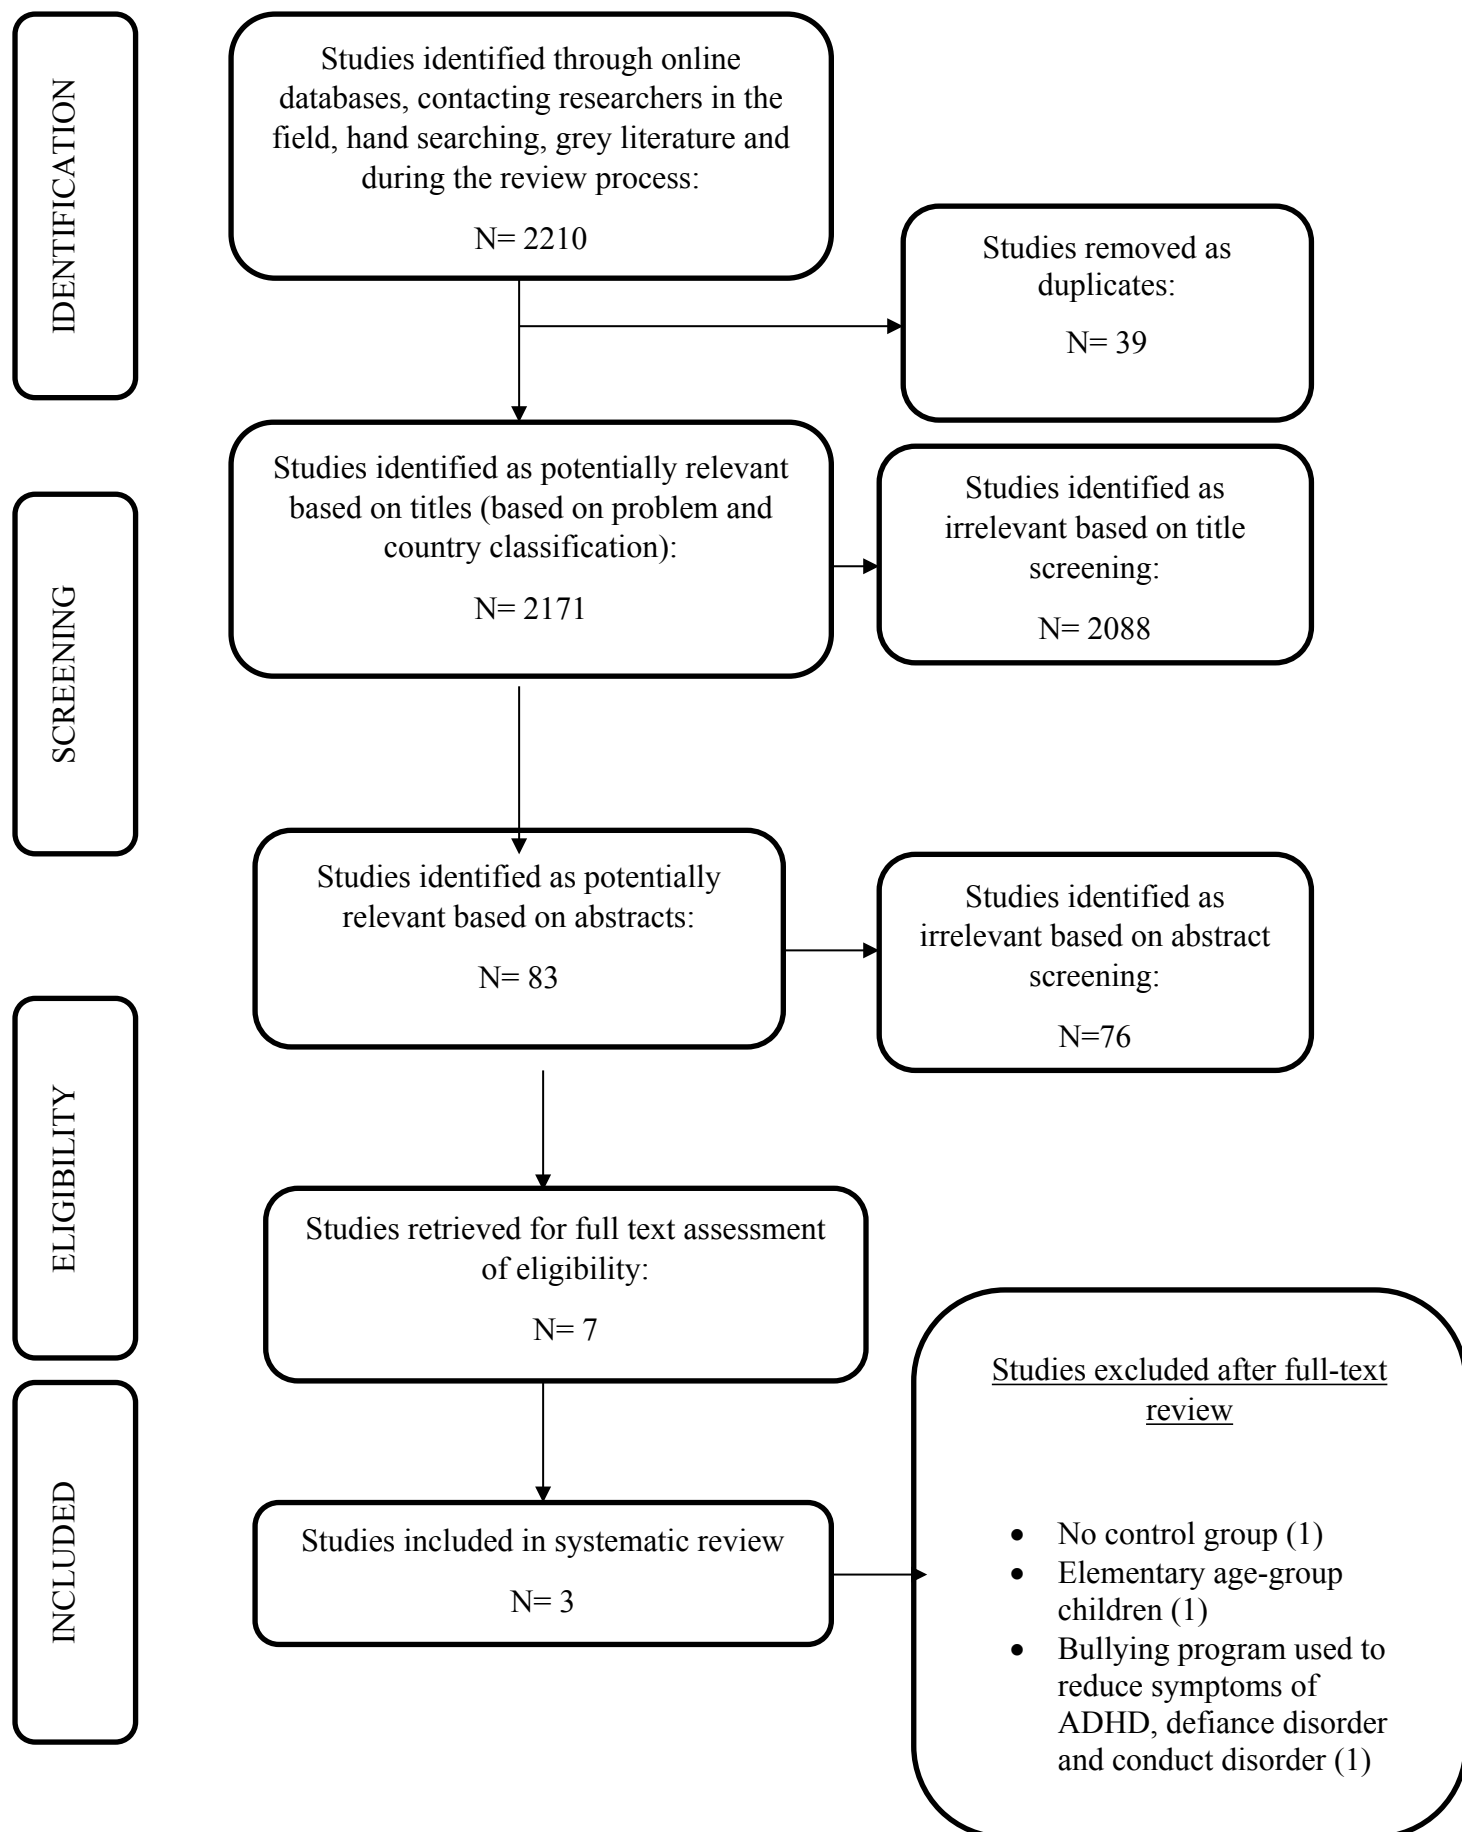 IDENTIFICATION
Studies identified through online
databases, contacting researchers in the
field, hand searching, grey literature and
during the review process:
N= 2210
Studies removed as
duplicates:
N= 39
SCREENING
Studies identified as potentially relevant
based on titles (based on problem and
country classification):
N= 2171
Studies identified as
irrelevant based on title
screening:
N= 2088
Studies identified as potentially
relevant based on abstracts:
N= 83
Studies identified as
irrelevant based on abstract
screening:
N=76
ELIGIBILITY
Studies retrieved for full text assessment
of eligibility:
N= 7
INCLUDED
Studies included in systematic review
N= 3
Studies excluded after full-text
review
• No control group (1)
• Elementary age-group
children (1)
• Bullying program used to
reduce symptoms of
ADHD, defiance disorder
and conduct disorder (1)